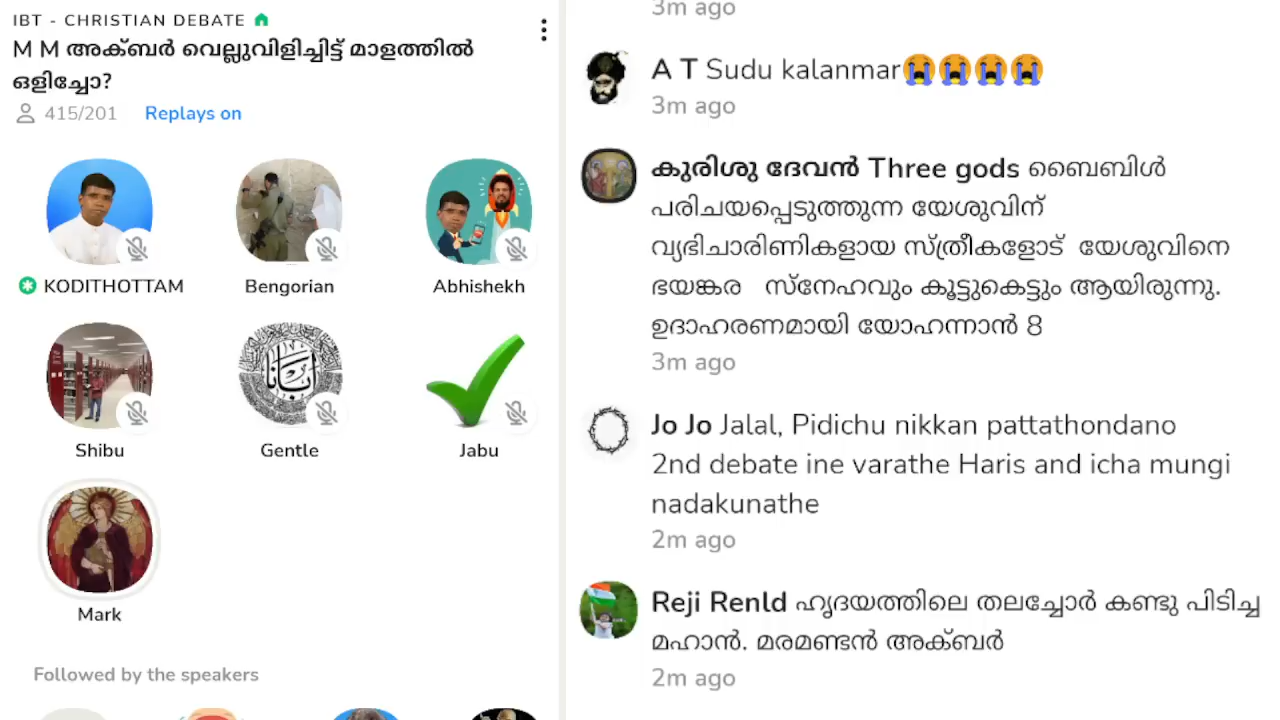 IBT - CHRISTIAN DEBATE
M M അക്ബർ വെല്ലുവിളിച്ചിട്ട് മാളത്തിൽ
ഒളിച്ചോ?
415/201 Replays on
KODITHOTTAM
Bengorian
Abhishekh
Shibu
Gentle
Jabu
Mark
Followed by the speakers
3m ago
A T Sudu kalanmar😭😭😭😭
3m ago
കുരിശു ദേവൻ Three gods ബൈബിൾ
പരിചയപ്പെടുത്തുന്ന യേശുവിന്
വ്യഭിചാരിണികളായ സ്ത്രീകളോട് യേശുവിനെ
ഭയങ്കര സ്നേഹവും കൂട്ടുകെട്ടും ആയിരുന്നു.
ഉദാഹരണമായി യോഹന്നാൻ 8
3m ago
Jo Jo Jalal, Pidichu nikkan pattathondano
2nd debate ine varathe Haris and icha mungi
nadakunathe
2m ago
Reji Renld ഹൃദയത്തിലെ തലച്ചോർ കണ്ടു പിടിച്ച
മഹാൻ. മരമണ്ടൻ അക്ബർ
2m ago